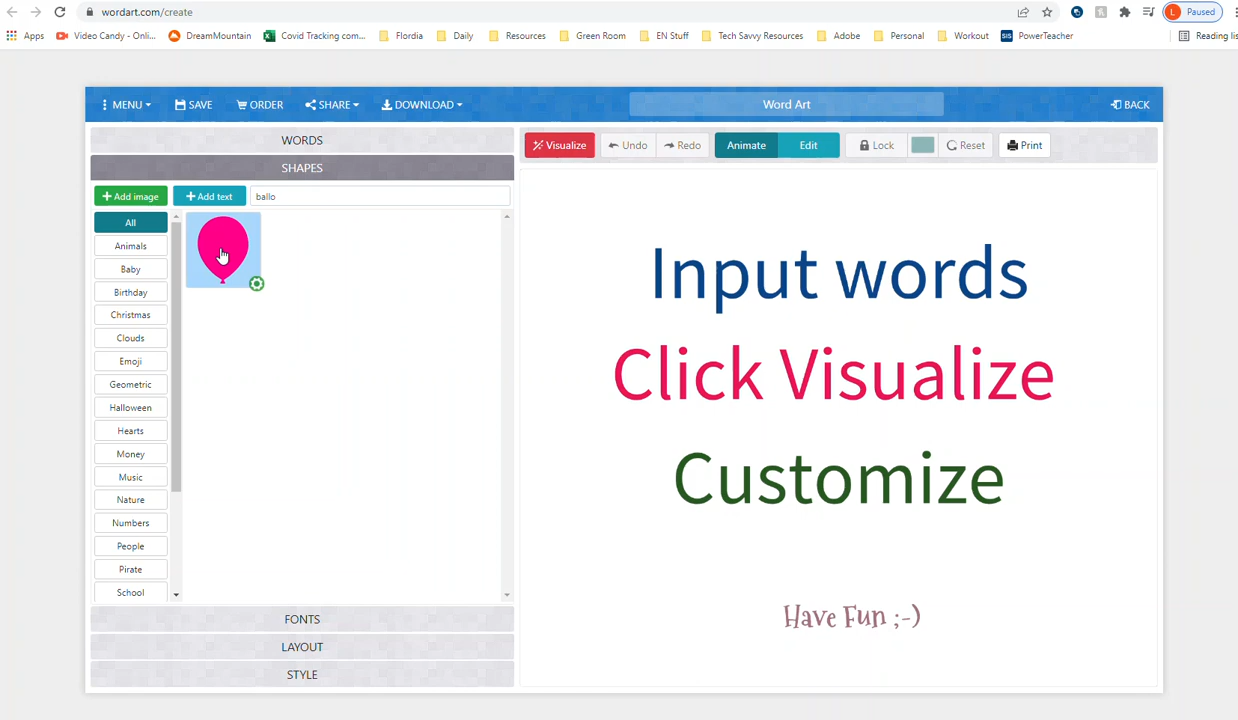 wordart.com/create
L Paused
Apps Video Candy - Onli... DreamMountain Covid Tracking com... Flordia Daily Resources Green Room EN Stuff Tech Savvy Resources Adobe Personal Workout SIS PowerTeacher Reading lis
MENU SAVE ORDER SHARE DOWNLOAD Word Art BACK
WORDS
Visualize Undo Redo Animate Edit Lock Reset Print
SHAPES
Add image Add text ballo
All
Animals
Baby
Birthday
Christmas
Clouds
Emoji
Geometric
Halloween
Hearts
Money
Music
Nature
Numbers
People
Pirate
School
FONTS
LAYOUT
STYLE
Input words
Click Visualize
Customize
Have Fun ;-)